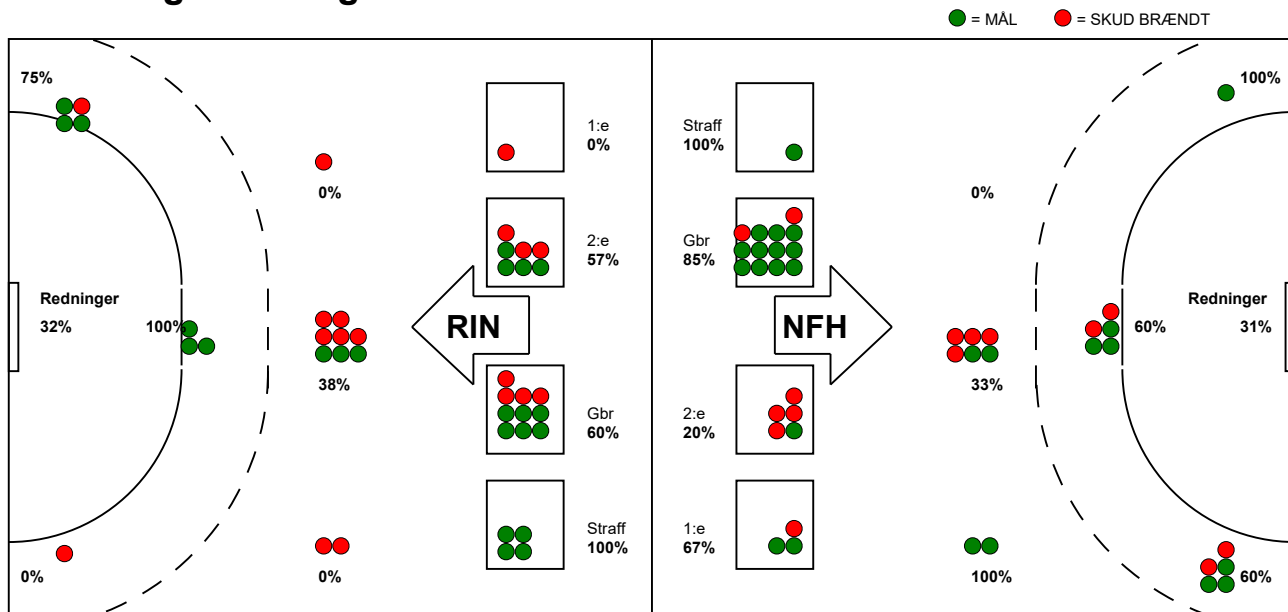 = MÅL
= SKUD BRÆNDT
75%
0%
1:e
0%
2:e
57%
Redninger
32%
100%
38%
RIN
Gbr
60%
Straff
100%
0%
0%
Straff
100%
100%
0%
Gbr
85%
NFH
Redninger
60%
31%
33%
2:e
20%
1:e
67%
100%
60%